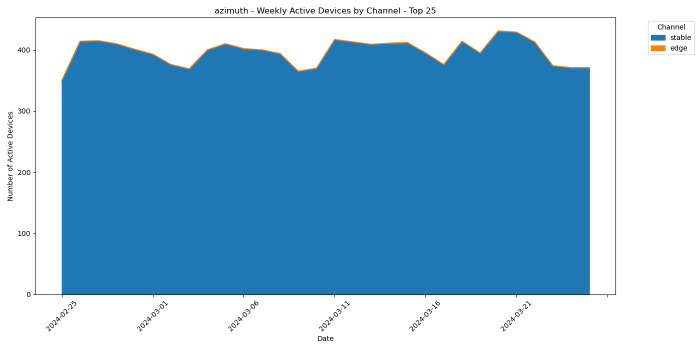 azimuth - Weekly Active Devices by Channel - Top 25
Channel
stable
edge
Number of Active Devices
400
300
200
100
0
2024-02-25
2024-03-01
2024-03-06
2024-03-11
2024-03-16
2024-03-21
Date